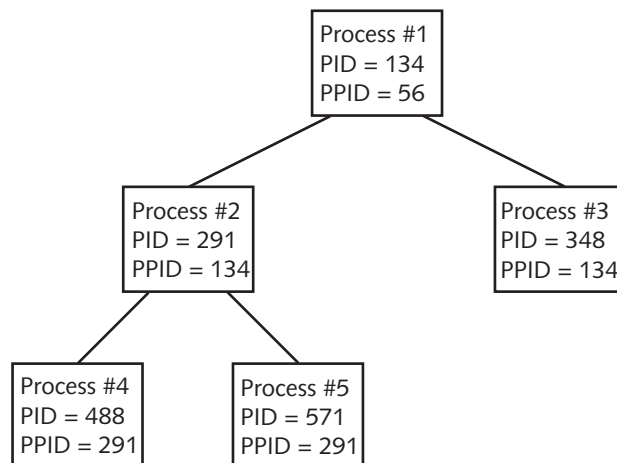 Process #1
PID = 134
PPID = 56
Process #2
PID = 291
PPID = 134
Process #3
PID = 348
PPID = 134
Process #4
PID = 488
PPID = 291
Process #5
PID = 571
PPID = 291